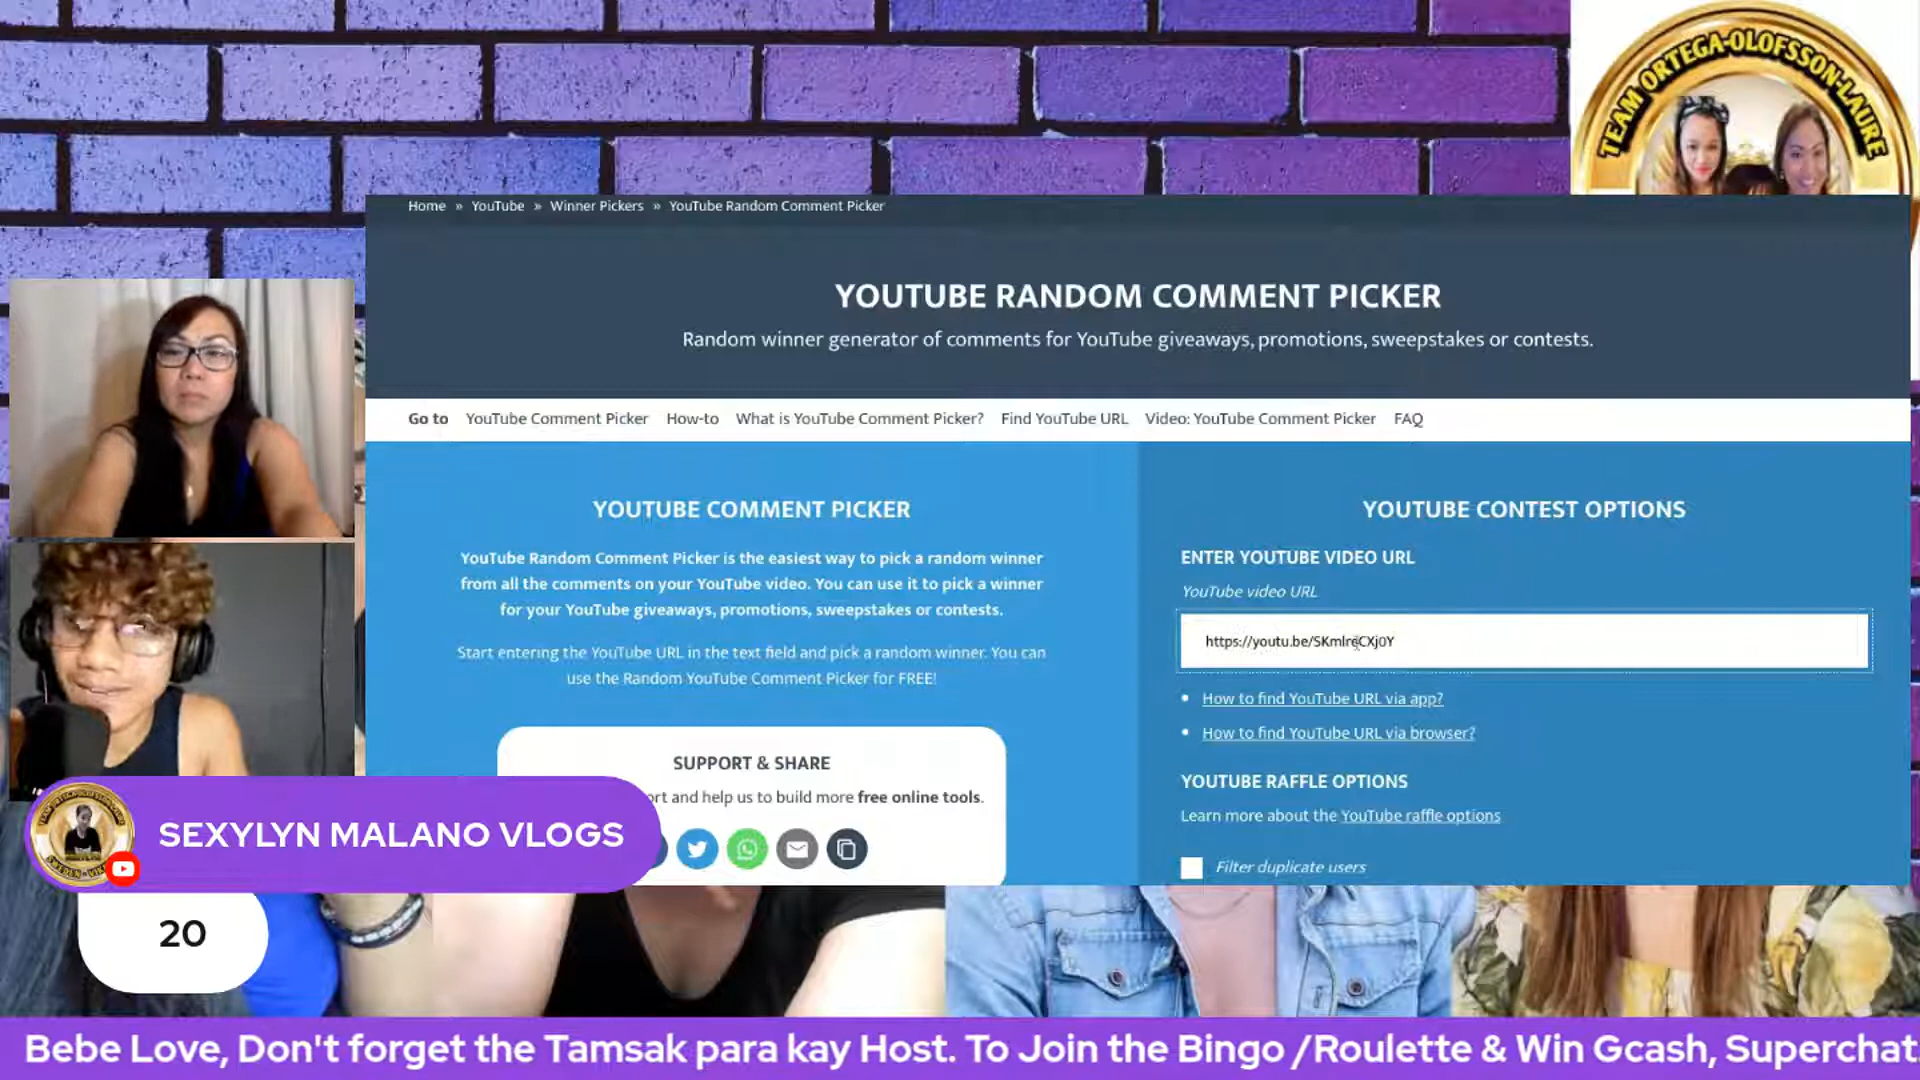 TEAM ORTEGA-OLOFSSON-LAURE
Home » YouTube » Winner Pickers » YouTube Random Comment Picker
YOUTUBE RANDOM COMMENT PICKER
Random winner generator of comments for YouTube giveaways, promotions, sweepstakes or contests.
Go to YouTube Comment Picker How-to What is YouTube Comment Picker? Find YouTube URL Video: YouTube Comment Picker FAQ
YOUTUBE COMMENT PICKER
YouTube Random Comment Picker is the easiest way to pick a random winner
from all the comments on your YouTube video. You can use it to pick a winner
for your YouTube giveaways, promotions, sweepstakes or contests.
Start entering the YouTube URL in the text field and pick a random winner. You can
use the Random YouTube Comment Picker for FREE!
SUPPORT & SHARE
ort and help us to build more free online tools.
YOUTUBE CONTEST OPTIONS
ENTER YOUTUBE VIDEO URL
YouTube video URL
https://youtu.be/SKmlreCXj0Y
• How to find YouTube URL via app?
• How to find YouTube URL via browser?
YOUTUBE RAFFLE OPTIONS
Learn more about the YouTube raffle options
Filter duplicate users
SEXYLYN MALANO VLOGS
20
Bebe Love, Don't forget the Tamsak para kay Host. To Join the Bingo /Roulette & Win Gcash, Superchat